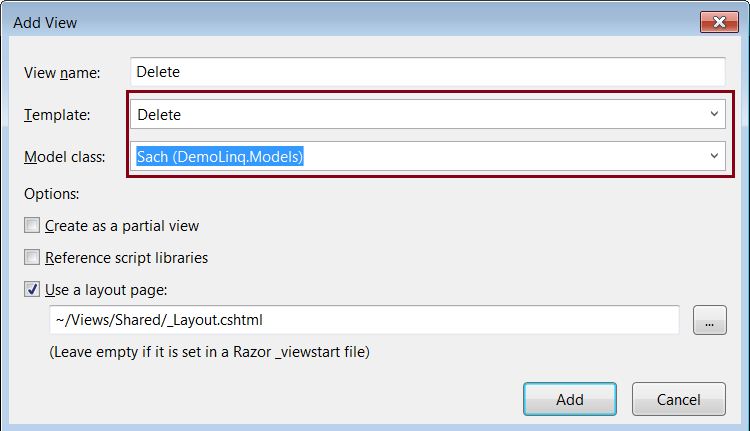 Add View
View name: Delete
Template: Delete
Model class: Sach (DemoLinq.Models)
Options:
Create as a partial view
Reference script libraries
Use a layout page:
~/Views/Shared/_Layout.cshtml ...
(Leave empty if it is set in a Razor _viewstart file)
Add Cancel